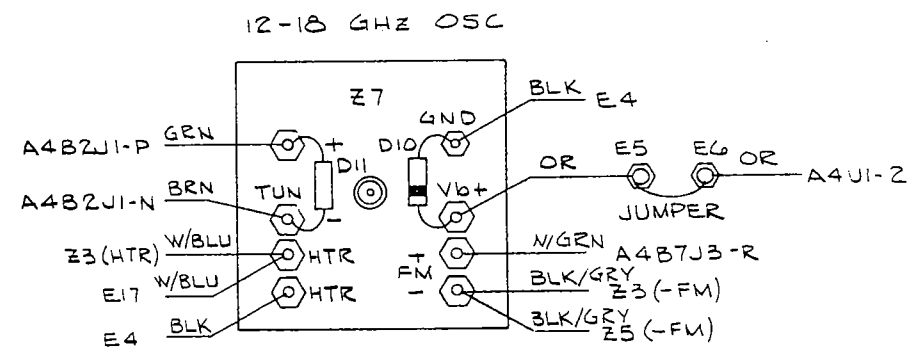 12-18 GHz OSC
Z7
BLK E4
GND
A4B2J1-P GRN + D10
D11
OR E5 E6 OR A4U1-2
A4B2J1-N BRN TUN Vb+
- JUMPER
Z3 (HTR) W/BLU HTR + N/GRN A4B7J3-R
FM
E17 W/BLU HTR - BLK/GRY Z3 (-FM)
E4 BLK BLK/GRY Z5 (-FM)